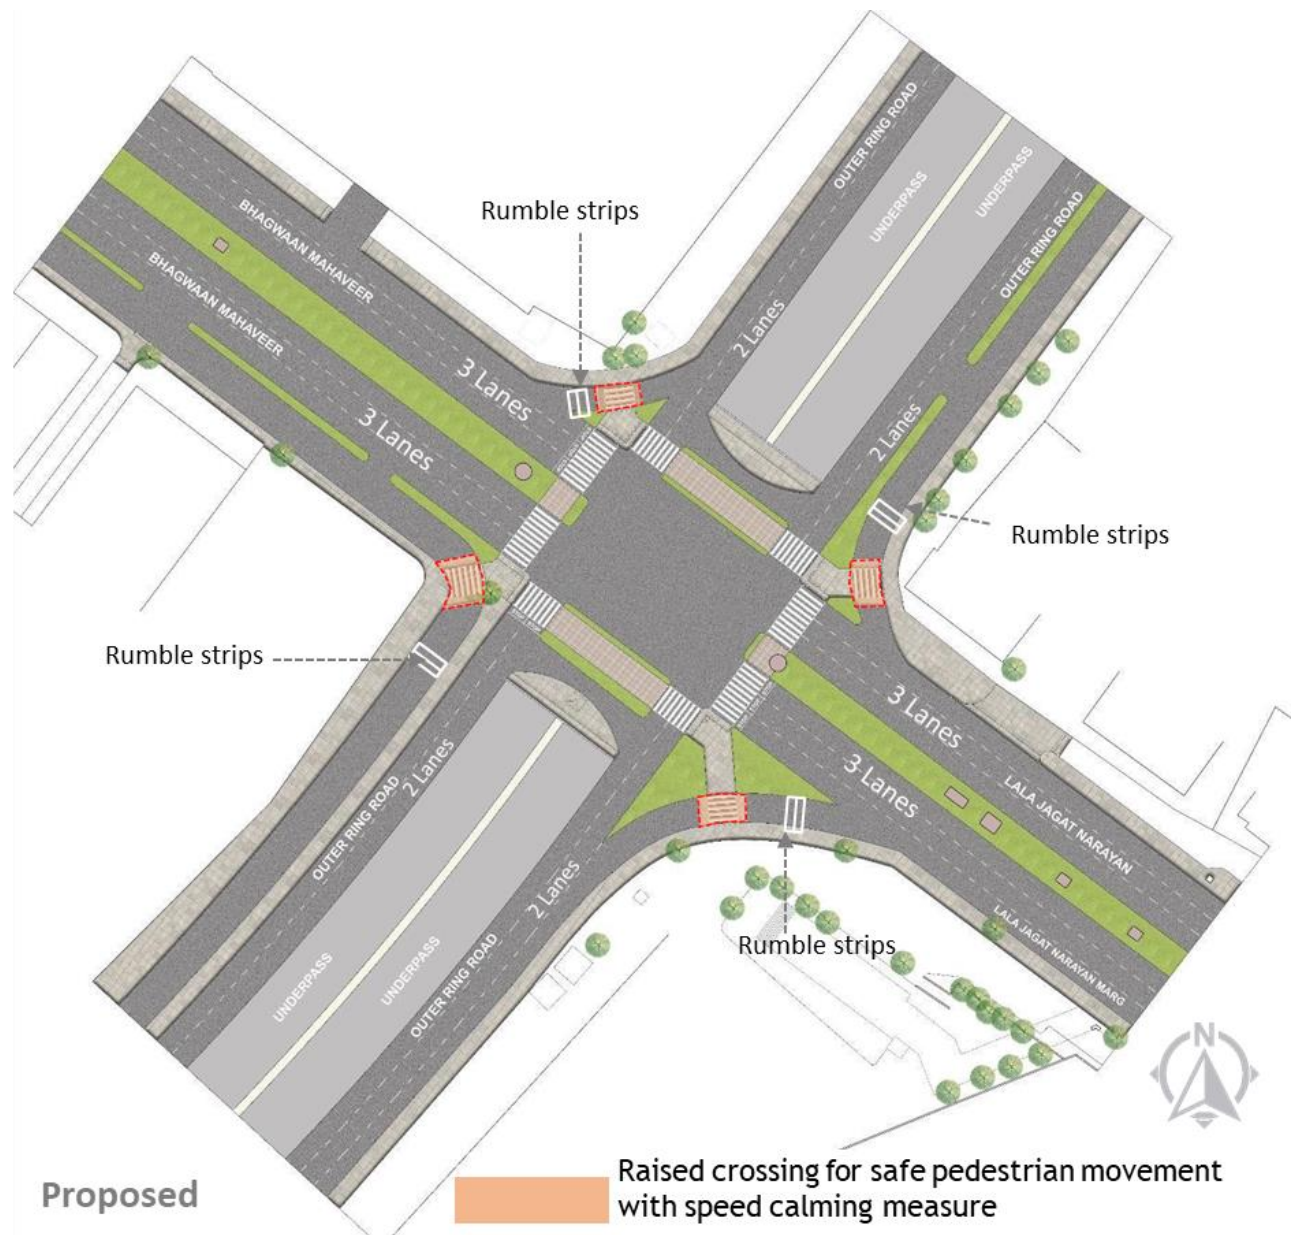 OUTER RING ROAD
UNDERPASS
UNDERPASS
OUTER RING ROAD
Rumble strips
BHAGWAAN MAHAVEER
BHAGWAAN MAHAVEER
2 Lanes
3 Lanes
3 Lanes
2 Lanes
Rumble strips
Rumble strips
3 Lanes
3 Lanes
LALA JAGAT NARAYAN
LALA JAGAT NARAYAN MARG
2 Lanes
OUTER RING ROAD
2 Lanes
UNDERPASS
UNDERPASS
OUTER RING ROAD
Rumble strips
N
Proposed
Raised crossing for safe pedestrian movement
with speed calming measure